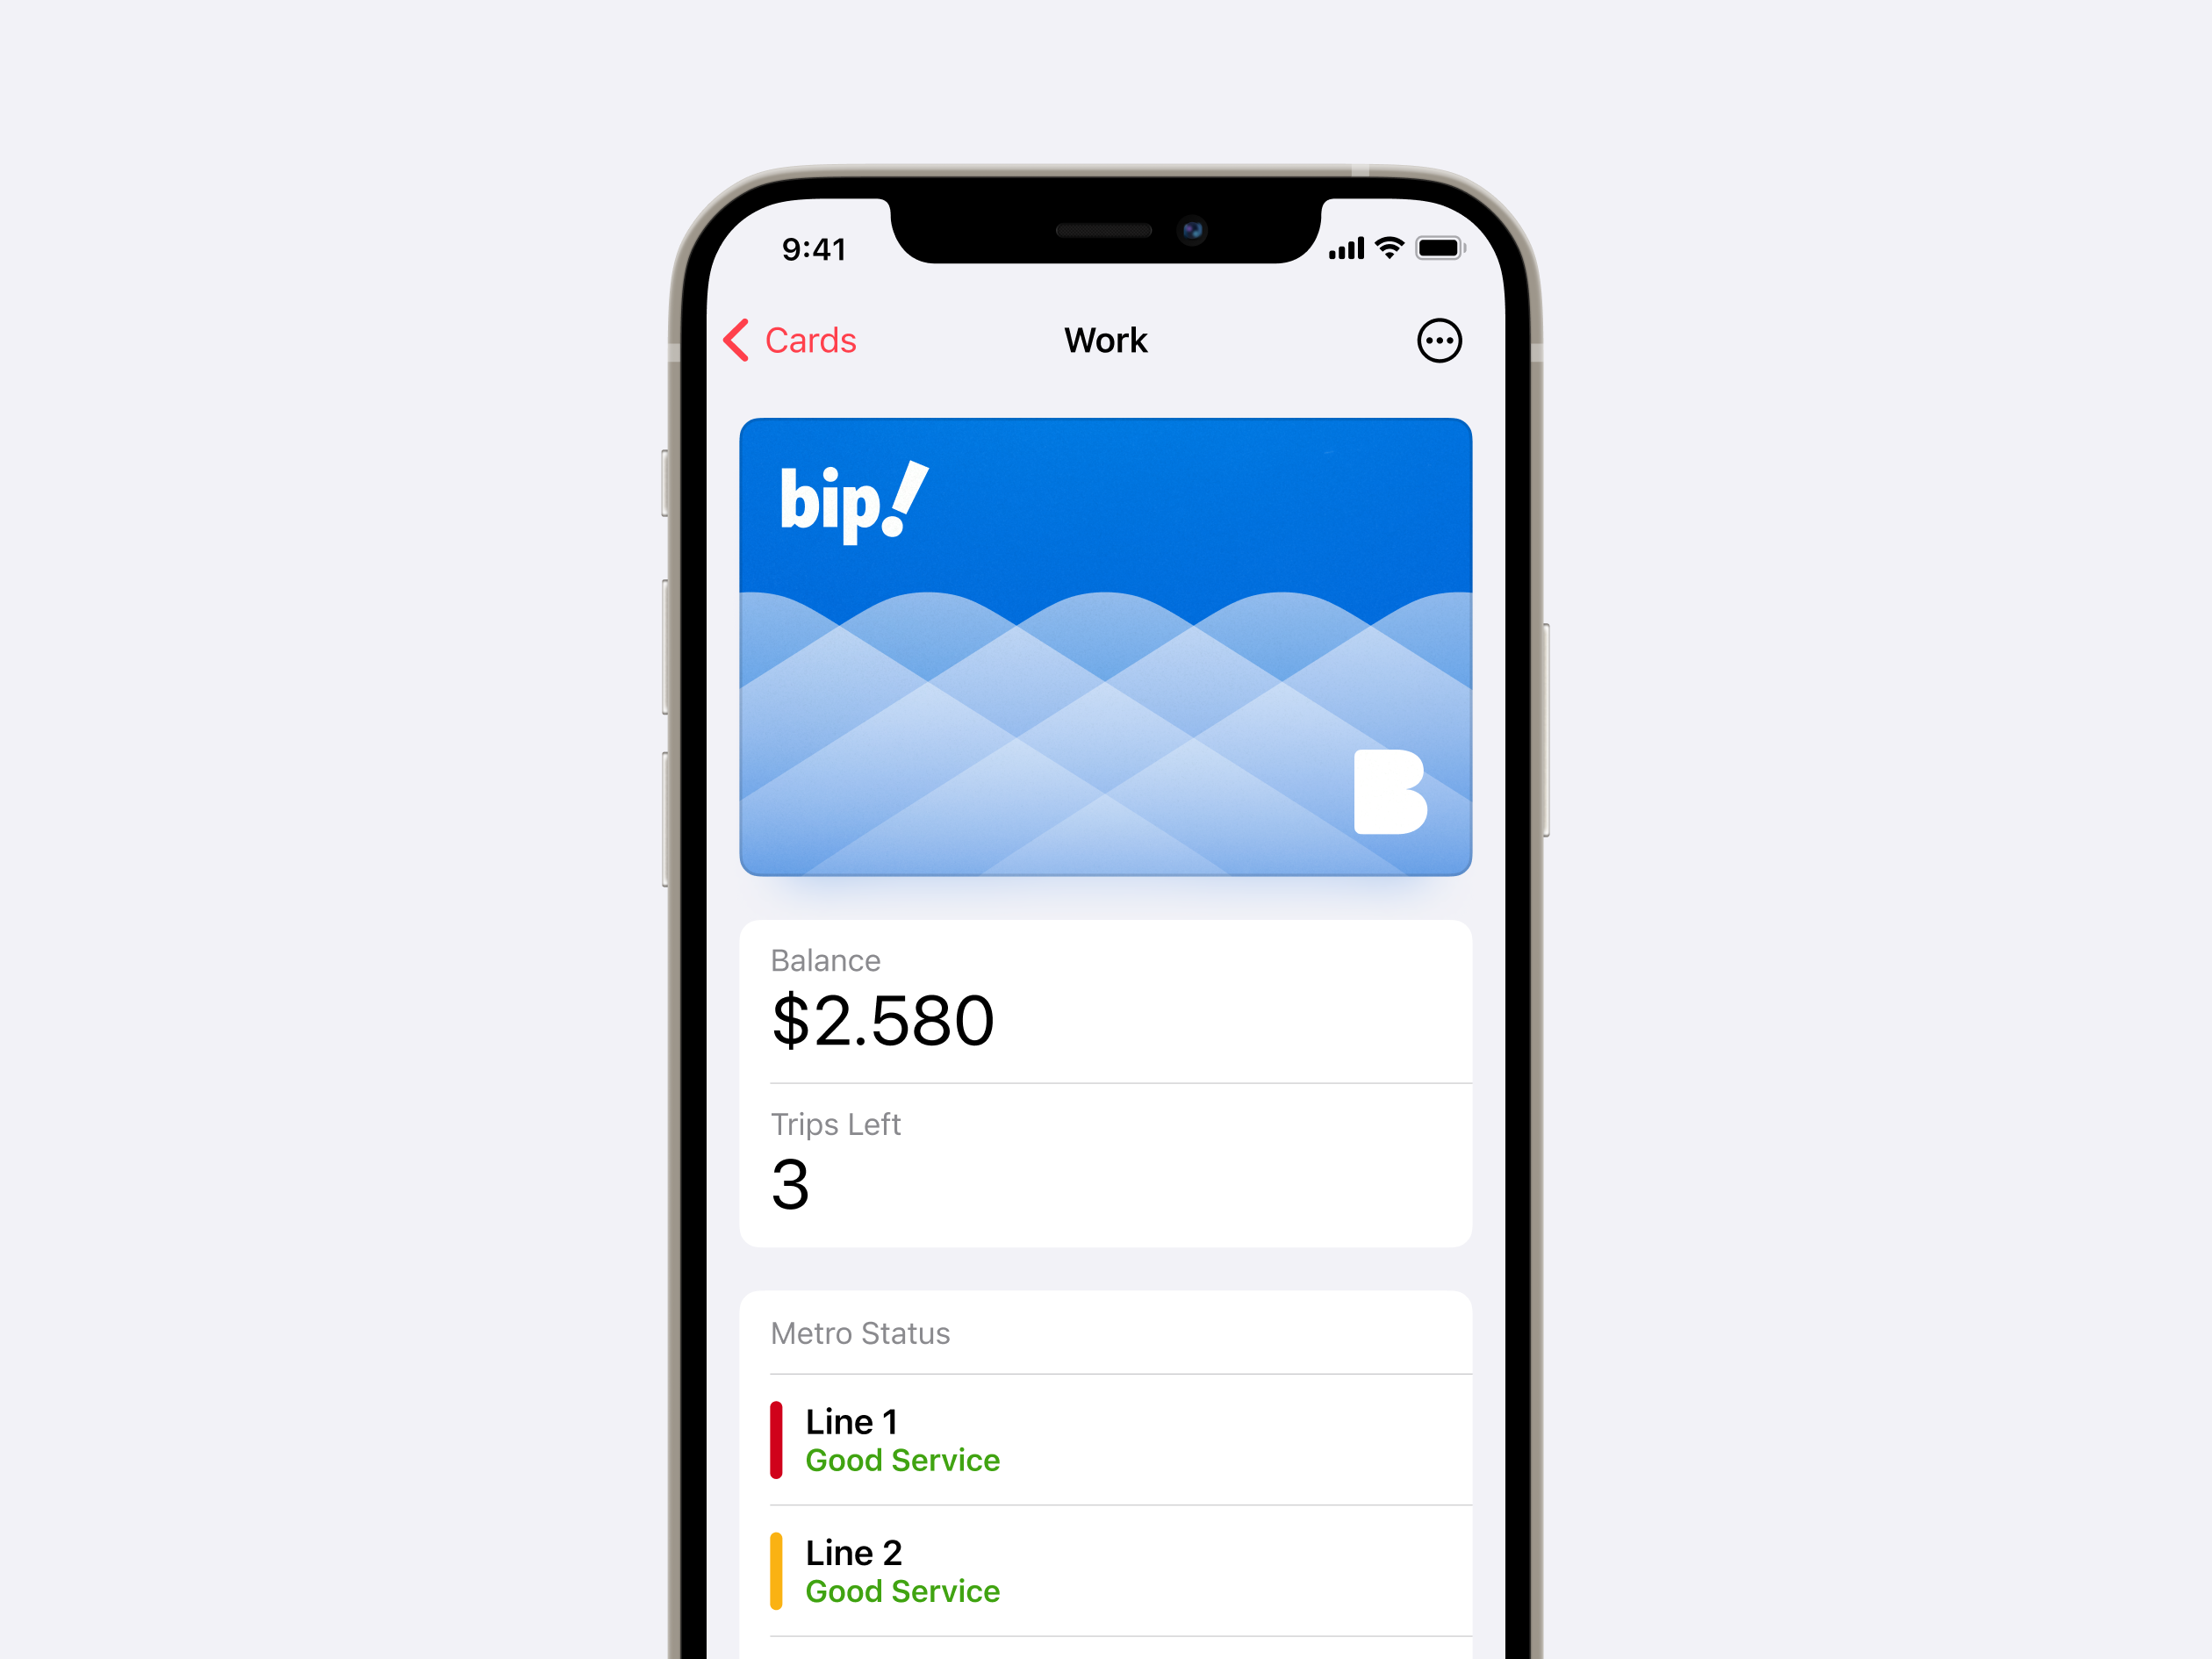 9:41
Cards
Work
bip!
B
Balance
$2.580
Trips Left
3
Metro Status
Line 1
Good Service
Line 2
Good Service